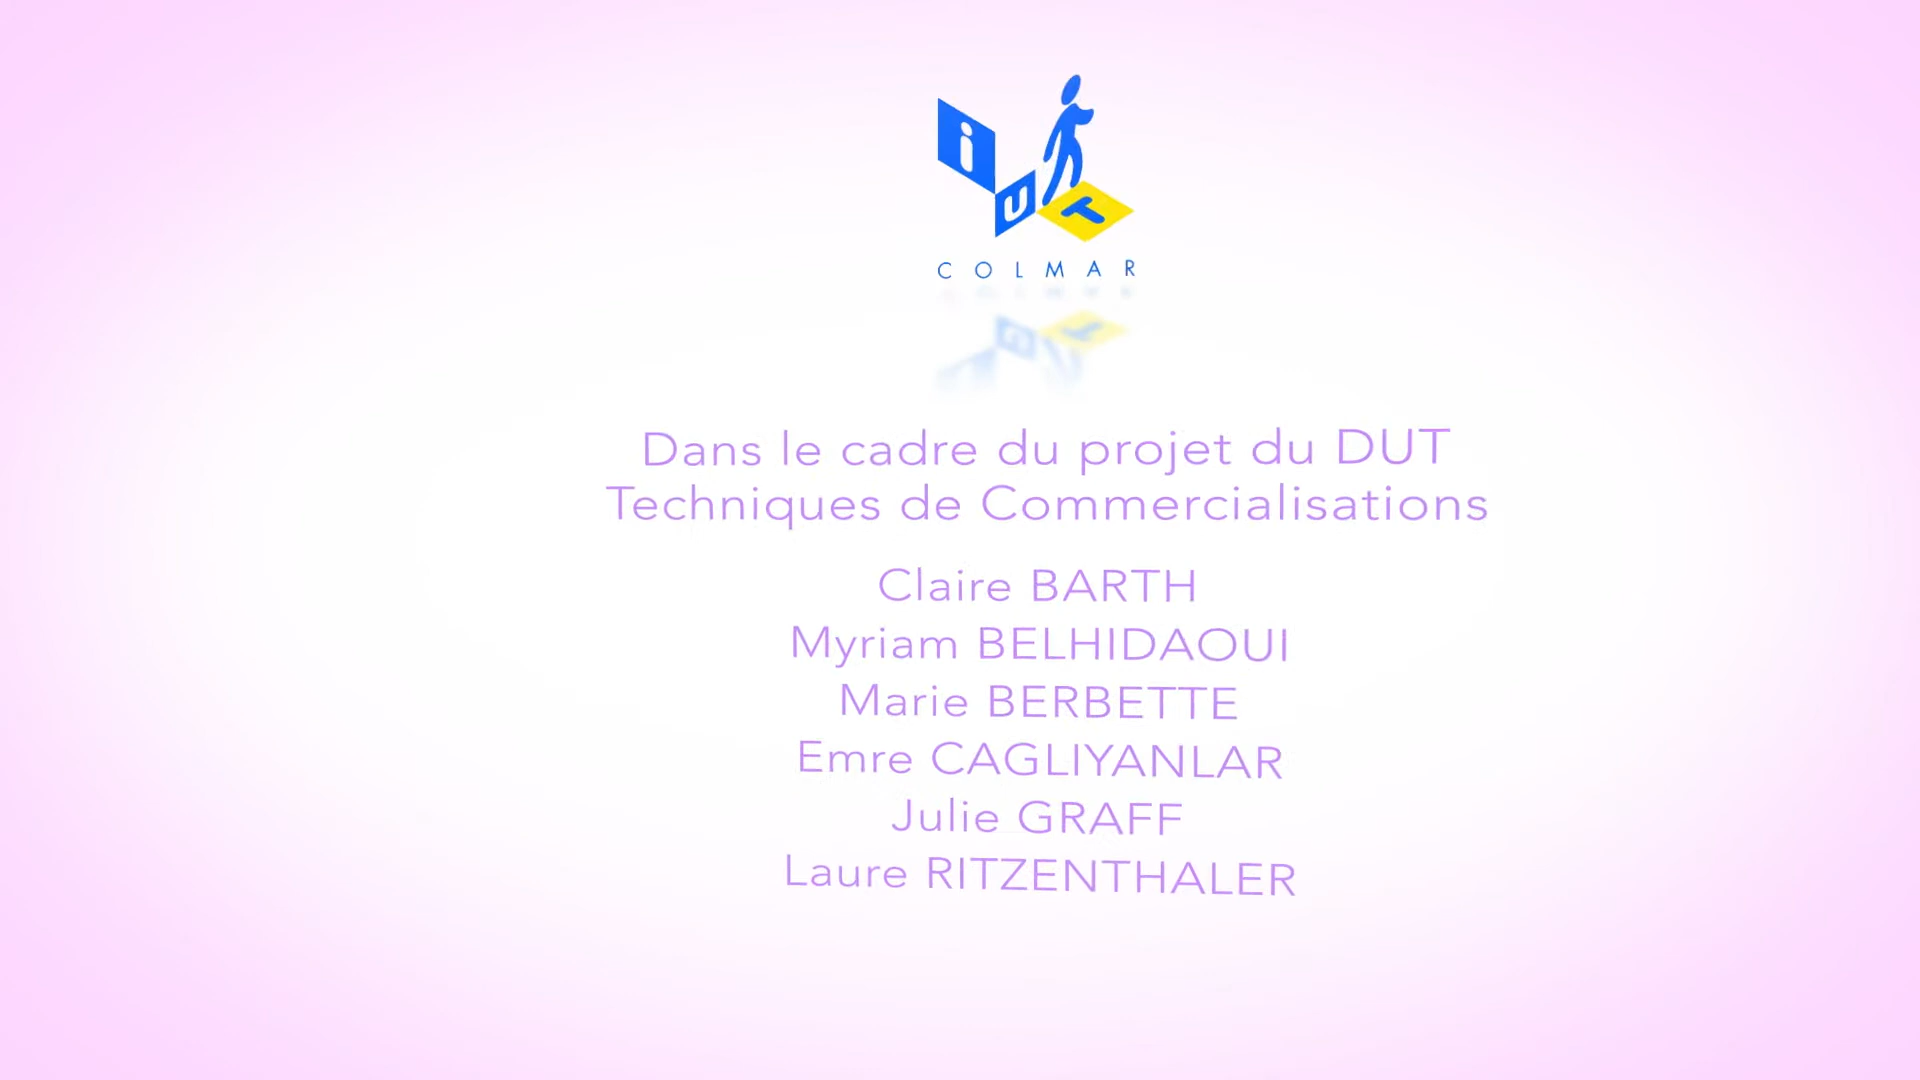 iUT
COLMAR
Dans le cadre du projet du DUT
Techniques de Commercialisations
Claire BARTH
Myriam BELHIDAOUI
Marie BERBETTE
Emre CAGLIYANLAR
Julie GRAFF
Laure RITZENTHALER